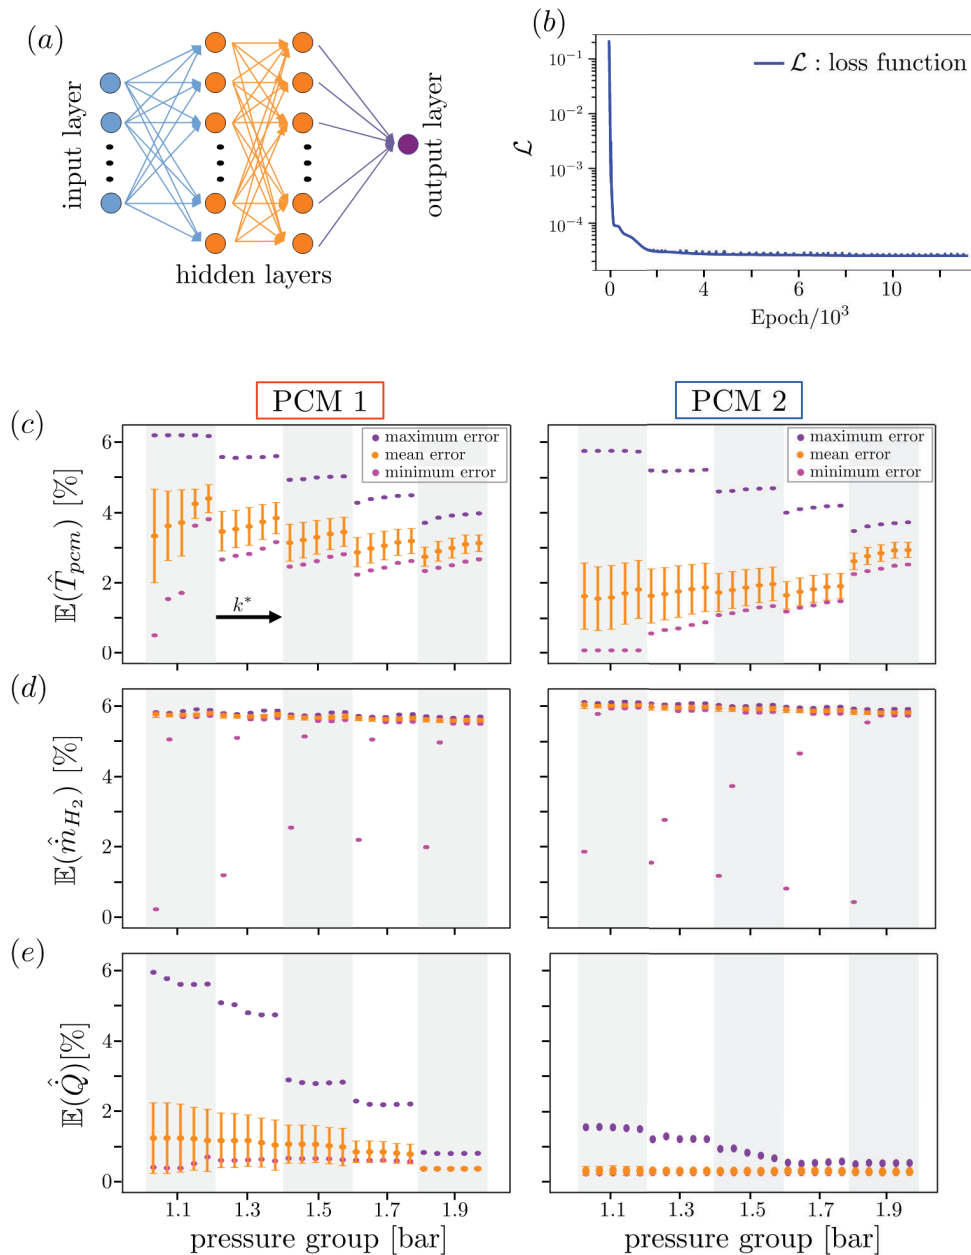 (a)
input layer
hidden layers
output layer
(b)
ℒ : loss function
ℒ
10⁻¹
10⁻²
10⁻³
10⁻⁴
0 4 6 10
Epoch/10³
PCM 1
PCM 2
(c)
𝔼(T̂_pcm) [%]
6
4
2
0
maximum error
mean error
minimum error
k*
maximum error
mean error
minimum error
(d)
𝔼(ṁ̂_H₂) [%]
6
4
2
0
(e)
𝔼(Q̇̂)[%]
6
4
2
0
1.1 1.3 1.5 1.7 1.9
pressure group [bar]
1.1 1.3 1.5 1.7 1.9
pressure group [bar]